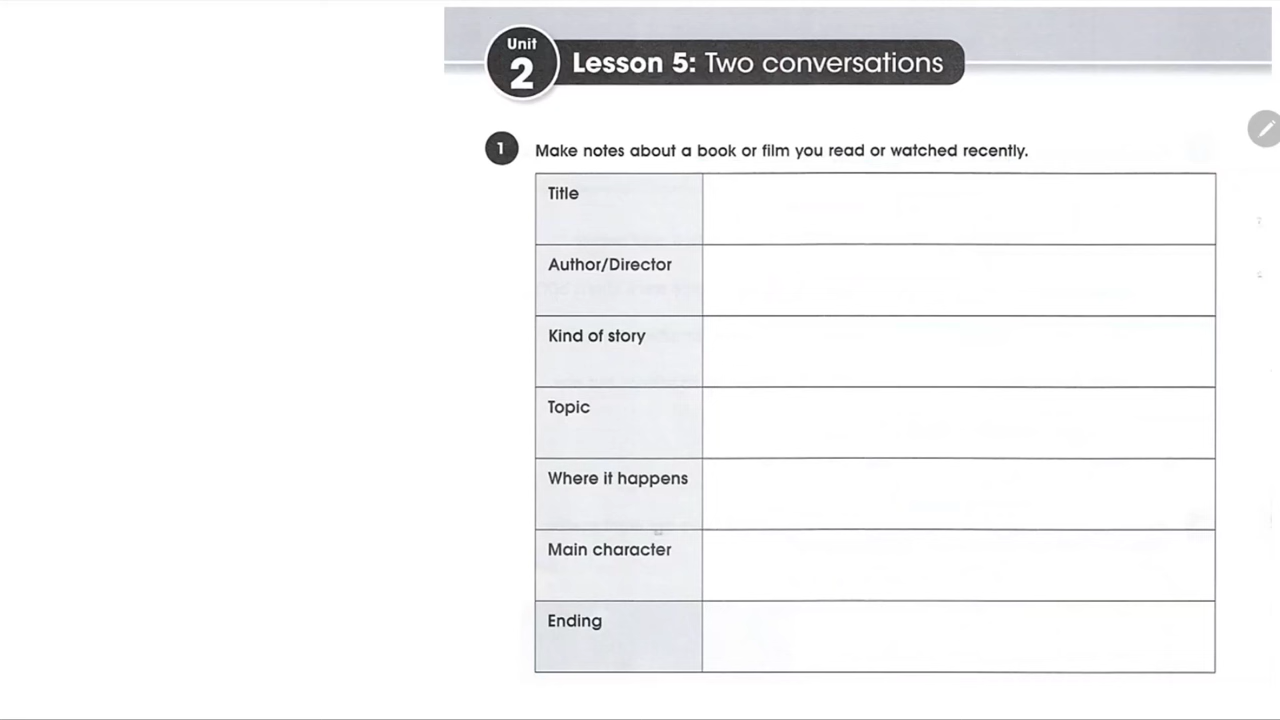 Unit
2
Lesson 5: Two conversations
1
Make notes about a book or film you read or watched recently.
Title
Author/Director
Kind of story
Topic
Where it happens
Main character
Ending